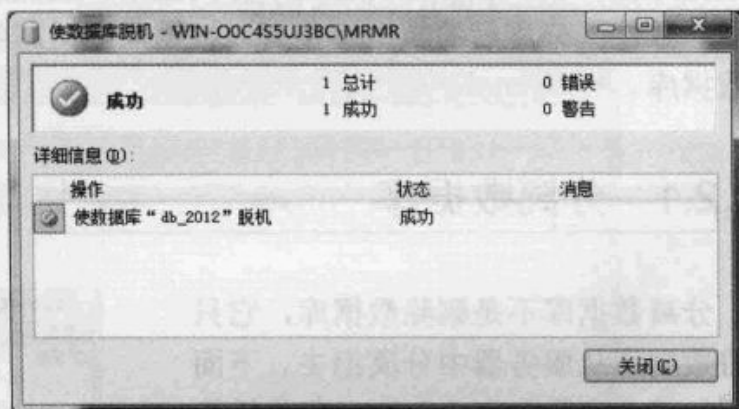 使数据库脱机 - WIN-O0C4S5UJ3BC\MRMR
成功
1 总计
0 错误
1 成功
0 警告
详细信息(D):
操作
状态
消息
使数据库“db_2012”脱机
成功
关闭(C)